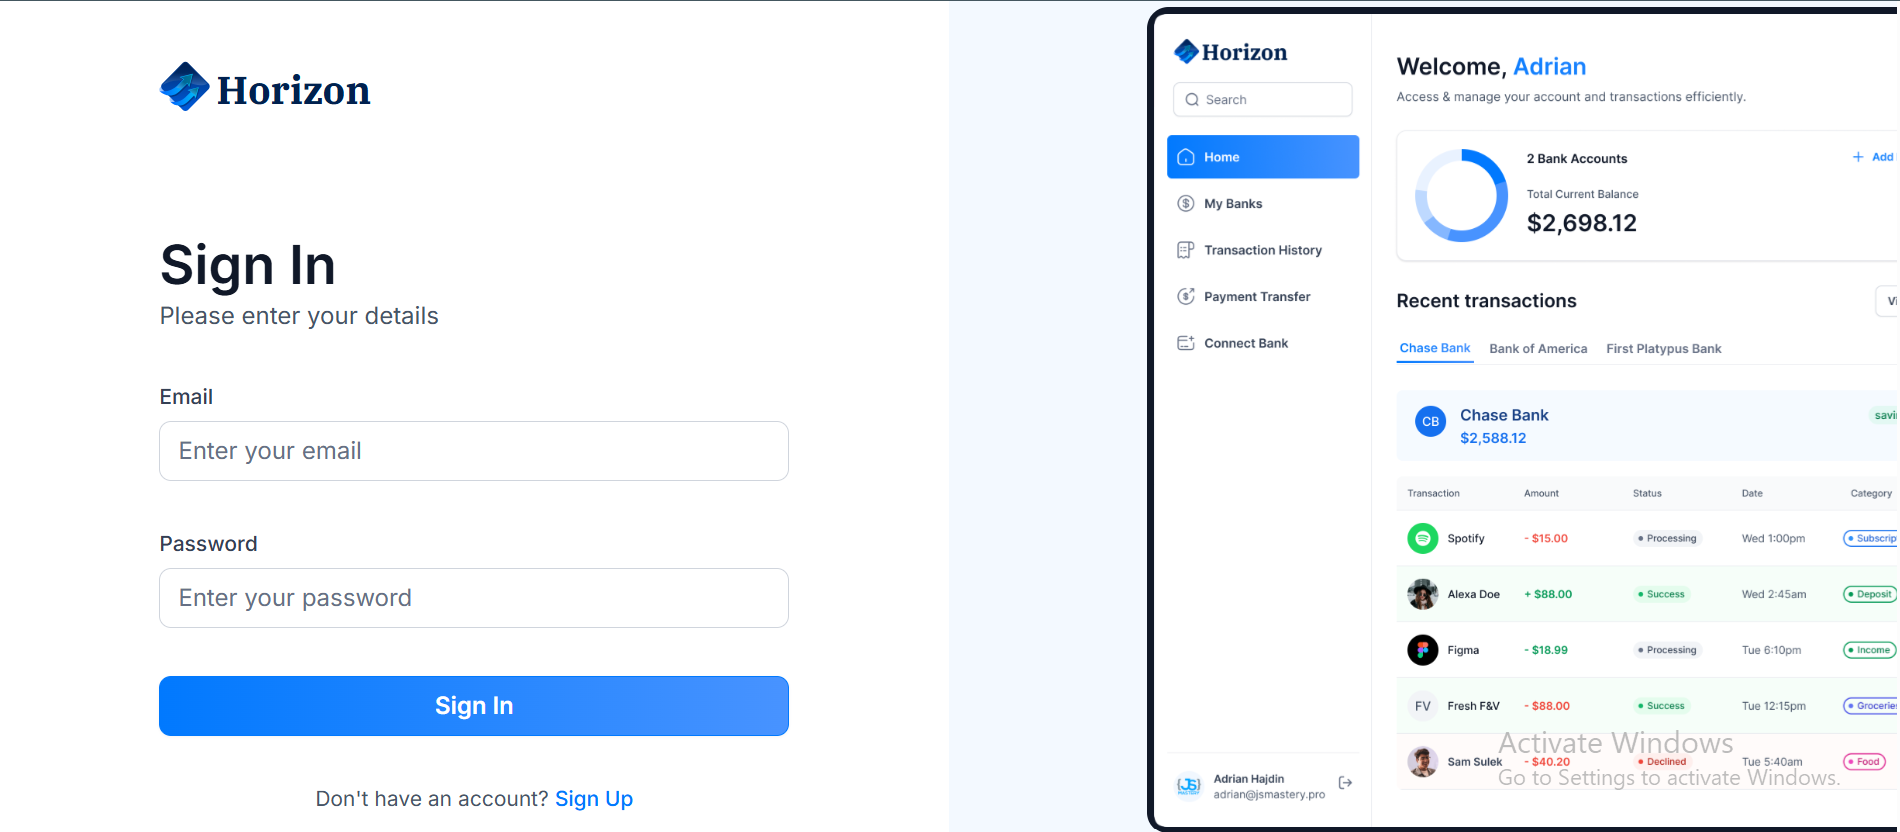 Horizon
Sign In
Please enter your details
Email
Enter your email
Password
Enter your password
Sign In
Don't have an account? Sign Up
Horizon
Search
Home
My Banks
Transaction History
Payment Transfer
Connect Bank
Adrian Hajdin
adrian@jsmastery.pro
JS
MASTERY
Welcome, Adrian
Access & manage your account and transactions efficiently.
2 Bank Accounts
+ Add
Total Current Balance
$2,698.12
Recent transactions
Vi
Chase Bank Bank of America First Platypus Bank
CB Chase Bank savin
$2,588.12
Transaction Amount Status Date Category
Spotify - $15.00 Processing Wed 1:00pm Subscrip
Alexa Doe + $88.00 Success Wed 2:45am Deposit
Figma - $18.99 Processing Tue 6:10pm Income
FV Fresh F&V - $88.00 Success Tue 12:15pm Groceries
Sam Sulek - $40.20 Declined Tue 5:40am Food
Activate Windows
Go to Settings to activate Windows.